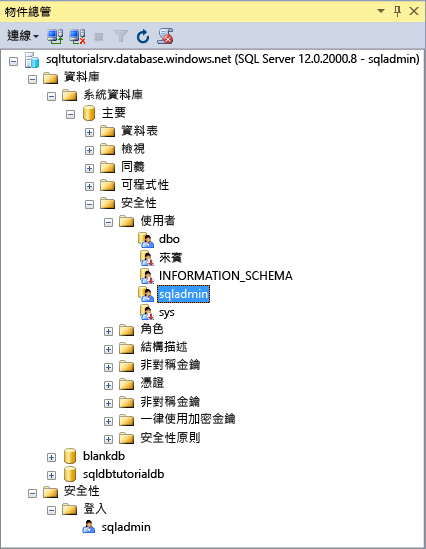 物件總管
連線
sqltutorialsrv.database.windows.net (SQL Server 12.0.2000.8 - sqladmin)
資料庫
系統資料庫
主要
資料表
檢視
同義
可程式性
安全性
使用者
dbo
來賓
INFORMATION_SCHEMA
sqladmin
sys
角色
結構描述
非對稱金鑰
憑證
非對稱金鑰
一律使用加密金鑰
安全性原則
blankdb
sqldbtutorialdb
安全性
登入
sqladmin